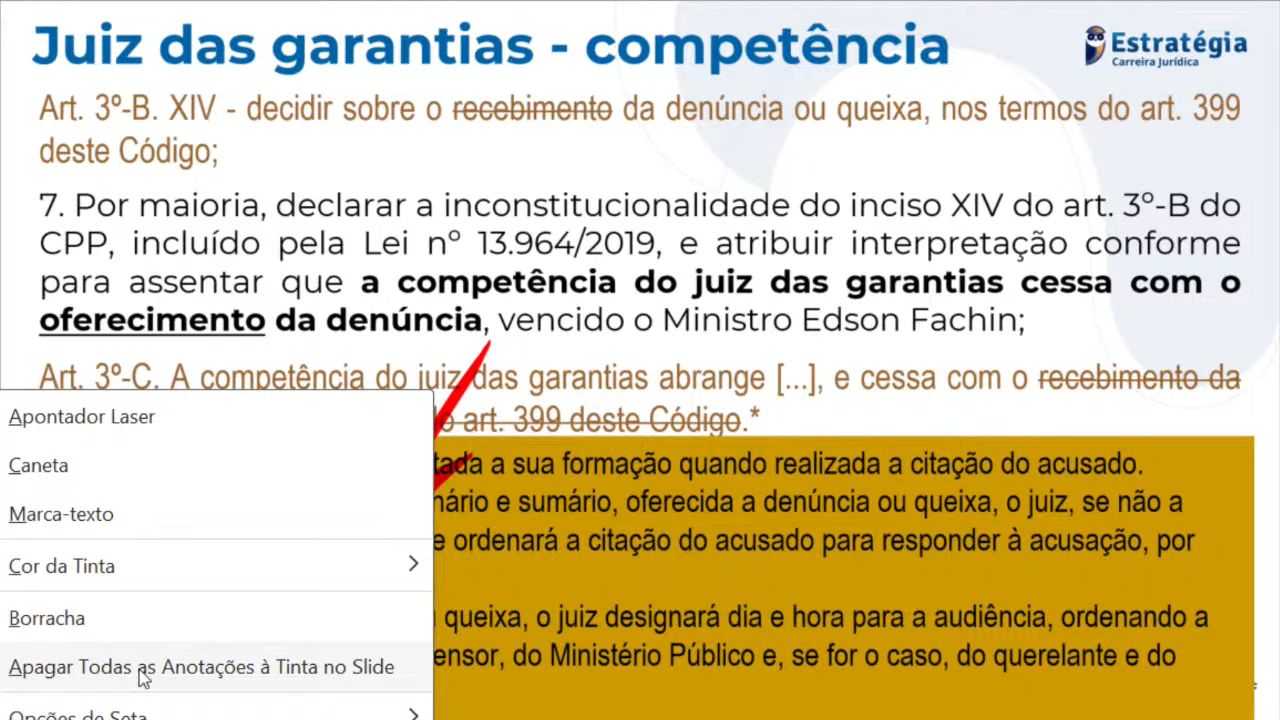 Juiz das garantias - competência
Estratégia
Carreira Jurídica
Art. 3º-B. XIV - decidir sobre o recebimento da denúncia ou queixa, nos termos do art. 399
deste Código;
7. Por maioria, declarar a inconstitucionalidade do inciso XIV do art. 3º-B do
CPP, incluído pela Lei nº 13.964/2019, e atribuir interpretação conforme
para assentar que a competência do juiz das garantias cessa com o
oferecimento da denúncia, vencido o Ministro Edson Fachin;
Art. 3º-C. A competência do juiz das garantias abrange [...], e cessa com o recebimento da
art. 399 deste Código.*
a sua formação quando realizada a citação do acusado.
e sumário, oferecida a denúncia ou queixa, o juiz, se não a
e ordenará a citação do acusado para responder à acusação, por
queixa, o juiz designará dia e hora para a audiência, ordenando a
do Ministério Público e, se for o caso, do querelante e do
Apontador Laser
Caneta
Marca-texto
Cor da Tinta
Borracha
Apagar Todas as Anotações à Tinta no Slide
Opções de Seta